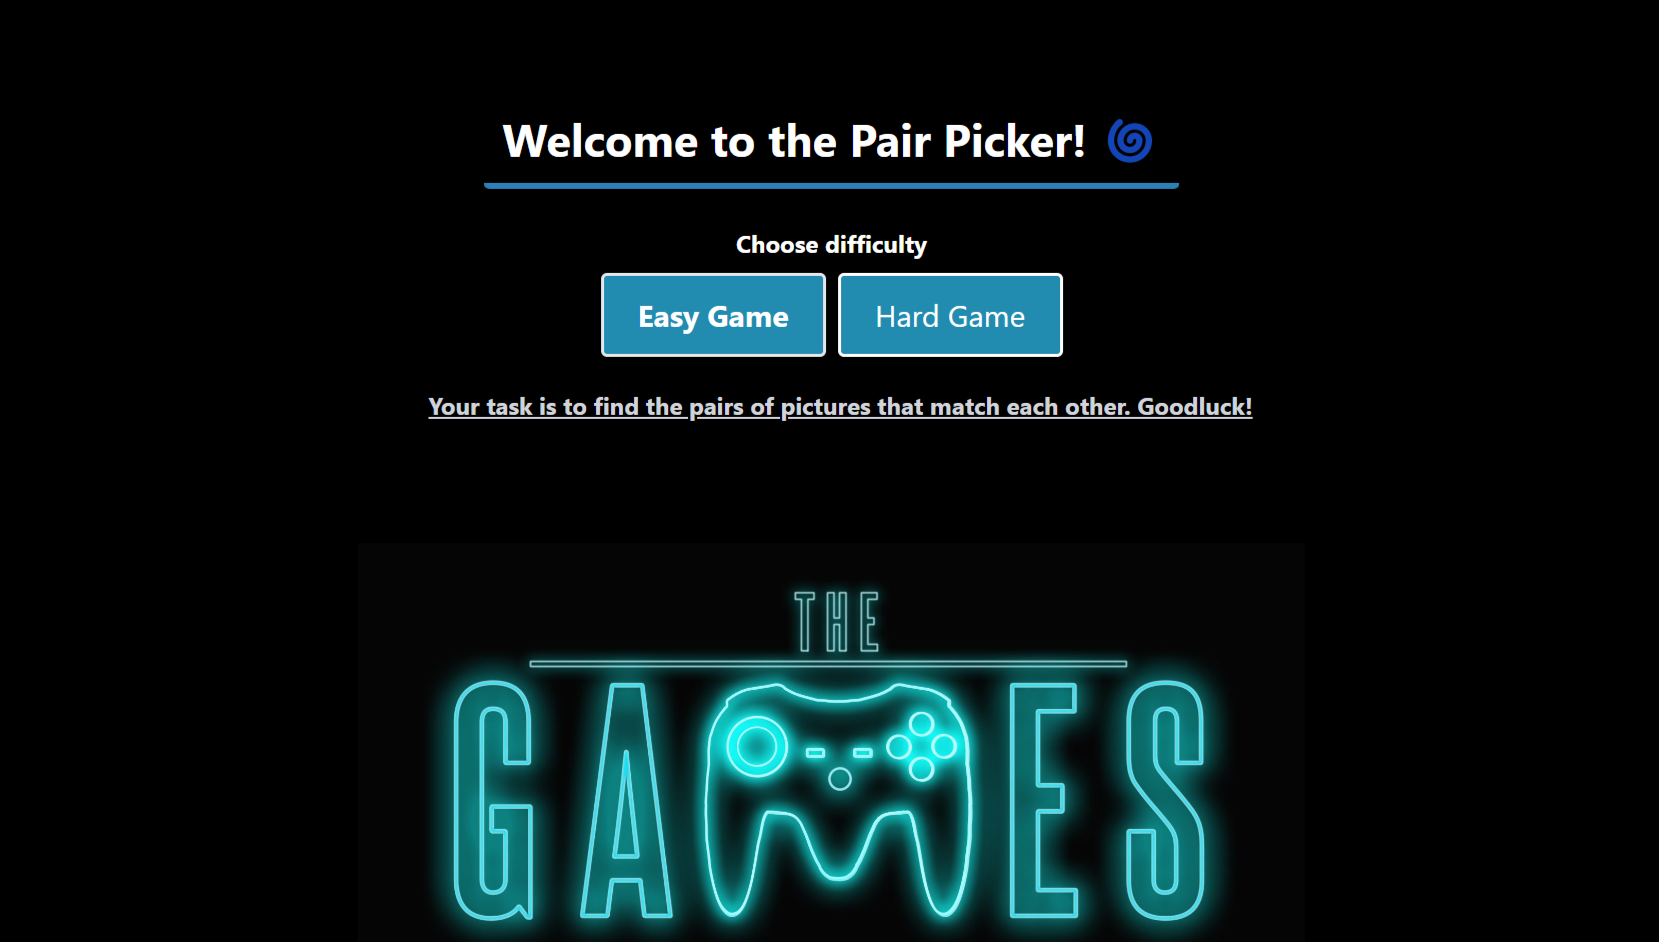 Welcome to the Pair Picker! 🌀
Choose difficulty
Easy Game
Hard Game
Your task is to find the pairs of pictures that match each other. Goodluck!
THE
GAMES